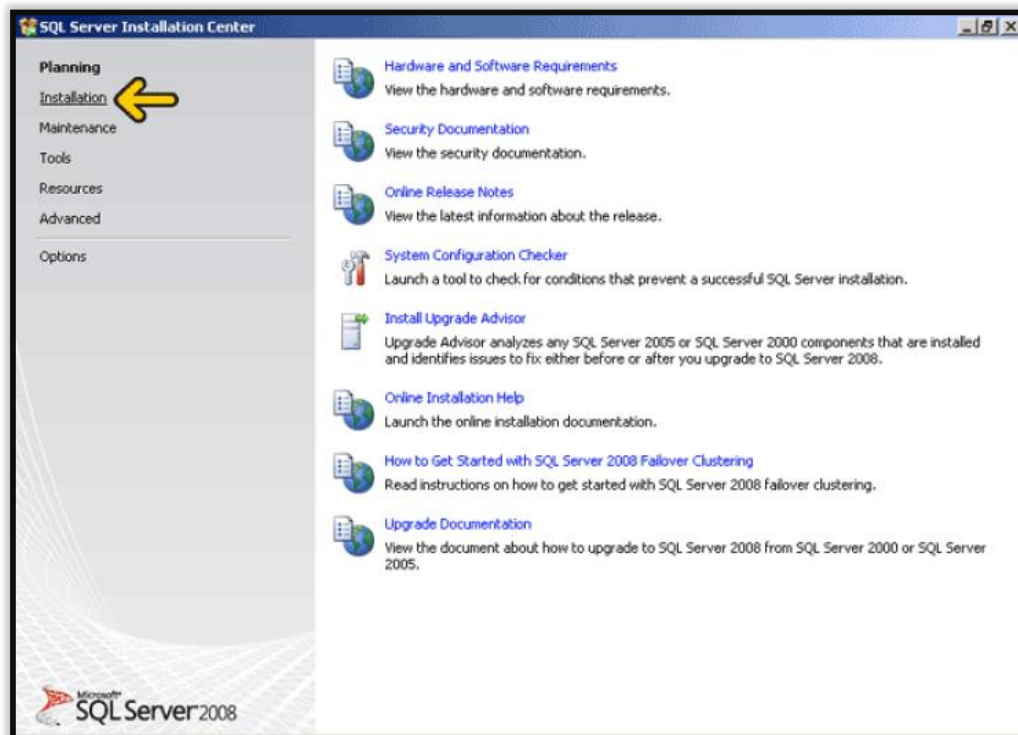 SQL Server Installation Center
Planning
Installation
Maintenance
Tools
Resources
Advanced
Options
Hardware and Software Requirements
View the hardware and software requirements.
Security Documentation
View the security documentation.
Online Release Notes
View the latest information about the release.
System Configuration Checker
Launch a tool to check for conditions that prevent a successful SQL Server installation.
Install Upgrade Advisor
Upgrade Advisor analyzes any SQL Server 2005 or SQL Server 2000 components that are installed
and identifies issues to fix either before or after you upgrade to SQL Server 2008.
Online Installation Help
Launch the online installation documentation.
How to Get Started with SQL Server 2008 Failover Clustering
Read instructions on how to get started with SQL Server 2008 failover clustering.
Upgrade Documentation
View the document about how to upgrade to SQL Server 2008 from SQL Server 2000 or SQL Server
2005.
Microsoft
SQL Server 2008